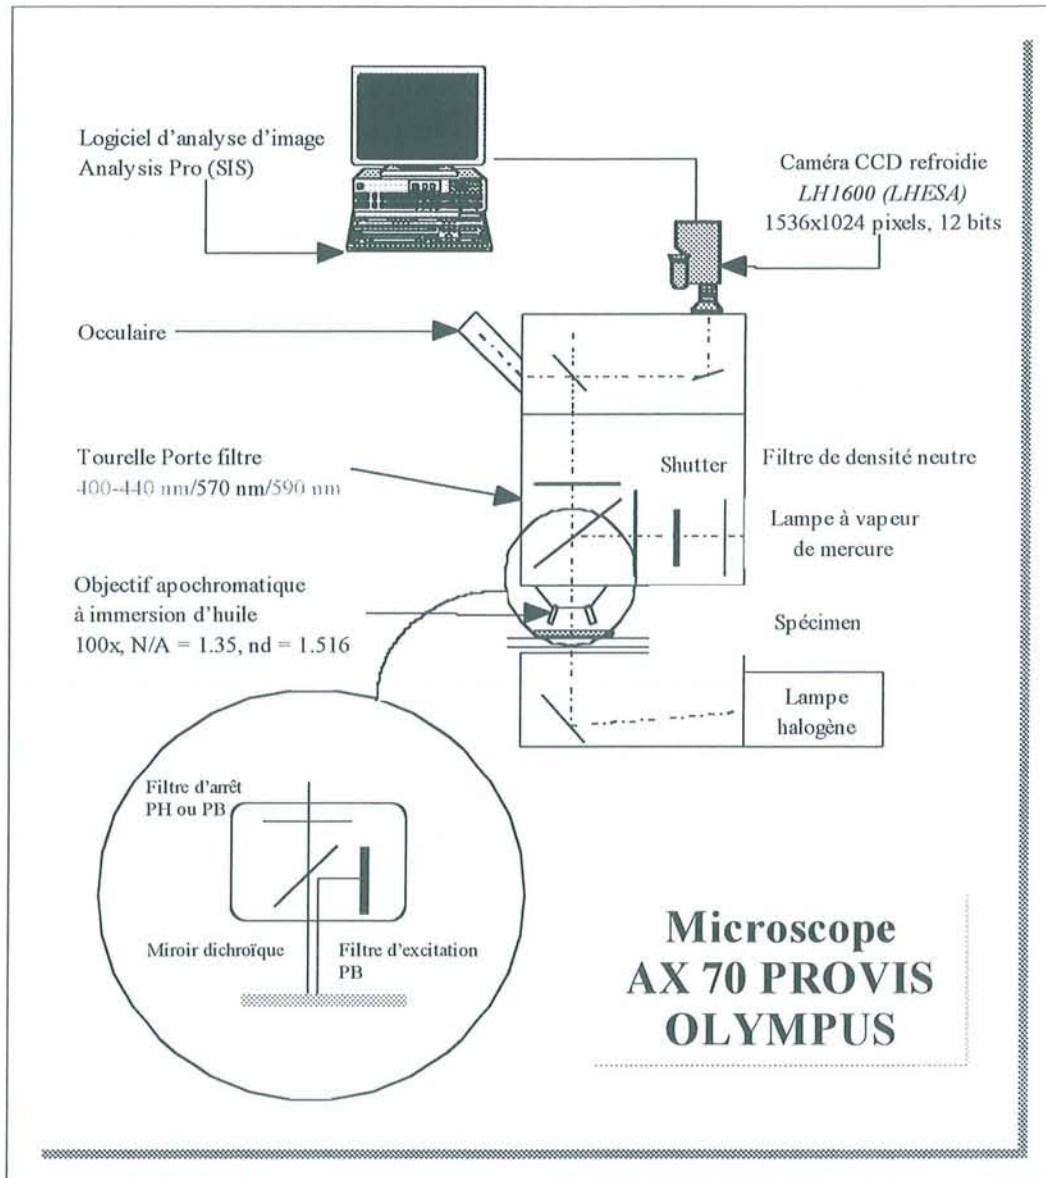 Logiciel d'analyse d'image
Analysis Pro (SIS)
Caméra CCD refroidie
LH1600 (LHESA)
1536x1024 pixels, 12 bits
Occulaire
Tourelle Porte filtre
400-440 nm/570 nm/590 nm
Shutter
Filtre de densité neutre
Lampe à vapeur
de mercure
Objectif apochromatique
à immersion d'huile
100x, N/A = 1.35, nd = 1.516
Spécimen
Lampe
halogène
Filtre d'arrêt
PH ou PB
Miroir dichroïque
Filtre d'excitation
PB
Microscope
AX 70 PROVIS
OLYMPUS